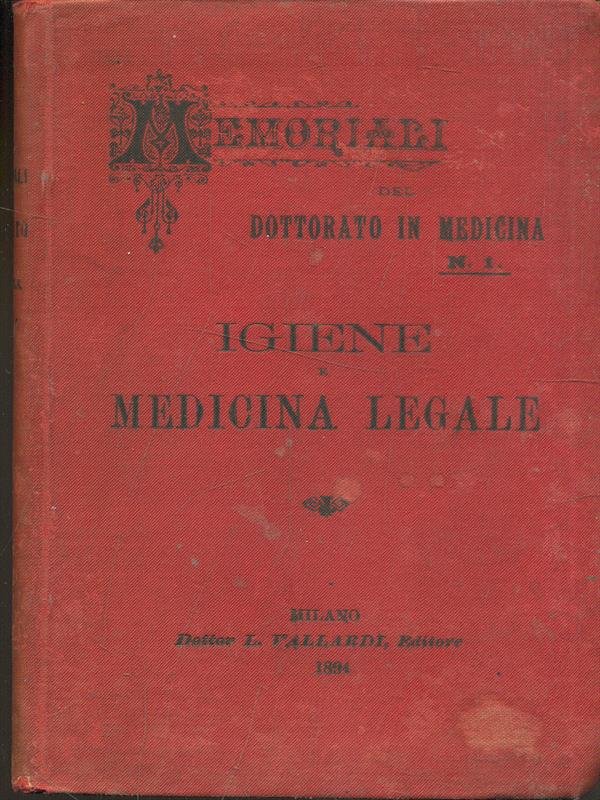 MEMORIALI
DEL
DOTTORATO IN MEDICINA
N. 1.
IGIENE
E
MEDICINA LEGALE
MILANO
Dottor L. VALLARDI, Editore
1894